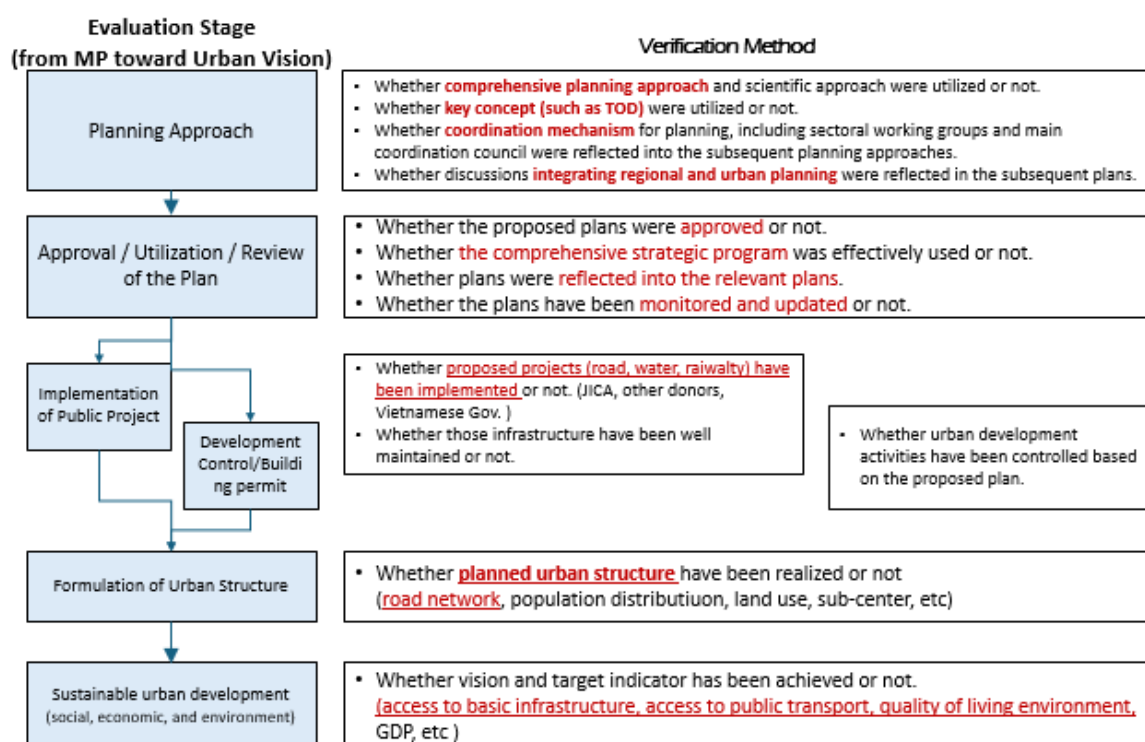 Evaluation Stage
(from MP toward Urban Vision)
Verification Method
Planning Approach
• Whether comprehensive planning approach and scientific approach were utilized or not.
• Whether key concept (such as TOD) were utilized or not.
• Whether coordination mechanism for planning, including sectoral working groups and main
coordination council were reflected into the subsequent planning approaches.
• Whether discussions integrating regional and urban planning were reflected in the subsequent plans.
Approval / Utilization / Review
of the Plan
• Whether the proposed plans were approved or not.
• Whether the comprehensive strategic program was effectively used or not.
• Whether plans were reflected into the relevant plans.
• Whether the plans have been monitored and updated or not.
Implementation
of Public Project
Development
Control/Buildi
ng permit
• Whether proposed projects (road, water, raiwalty) have
been implemented or not. (JICA, other donors,
Vietnamese Gov. )
• Whether those infrastructure have been well
maintained or not.
• Whether urban development
activities have been controlled based
on the proposed plan.
Formulation of Urban Structure
• Whether planned urban structure have been realized or not
(road network, population distributiuon, land use, sub-center, etc)
Sustainable urban development
(social, economic, and environment)
• Whether vision and target indicator has been achieved or not.
(access to basic infrastructure, access to public transport, quality of living environment,
GDP, etc )